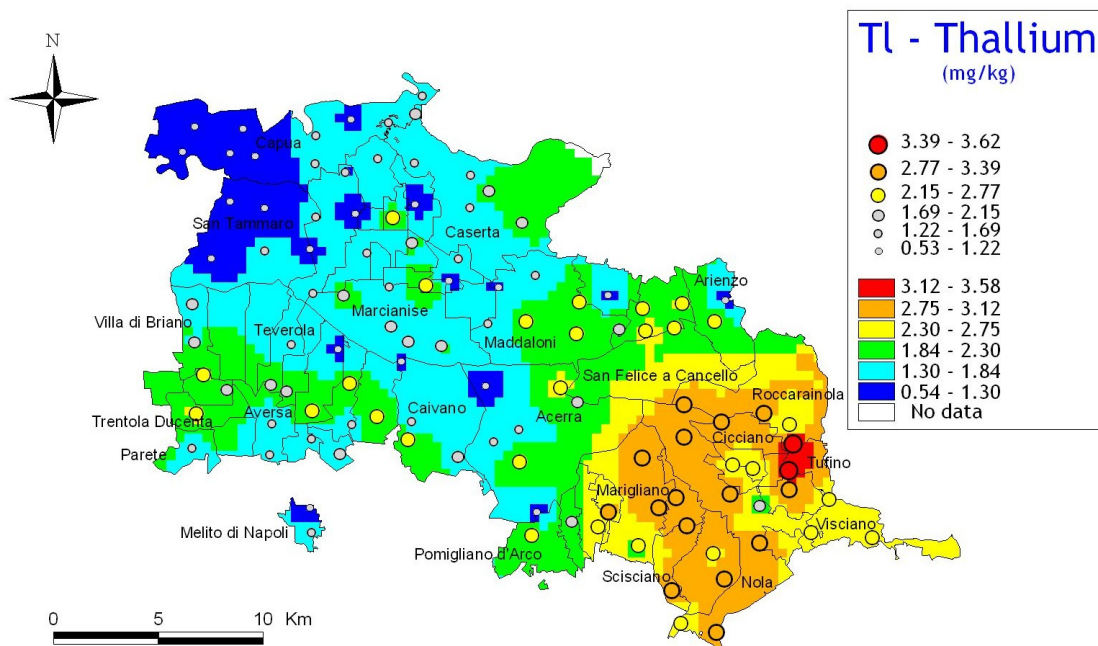 Tl - Thallium
(mg/kg)
N
3.39 - 3.62
2.77 - 3.39
2.15 - 2.77
1.69 - 2.15
1.22 - 1.69
0.53 - 1.22
3.12 - 3.58
2.75 - 3.12
2.30 - 2.75
1.84 - 2.30
1.30 - 1.84
0.54 - 1.30
No data
Capua
San Tammaro
Caserta
Arienzo
Marcianise
Villa di Briano
Teverola
Maddaloni
San Felice a Cancello
Roccarainola
Trentola Ducenta
Aversa
Caivano
Acerra
Cicciano
Parete
Tufino
Marigliano
Melito di Napoli
Visciano
Pomigliano d'Arco
Scisciano
Nola
0 5 10 Km